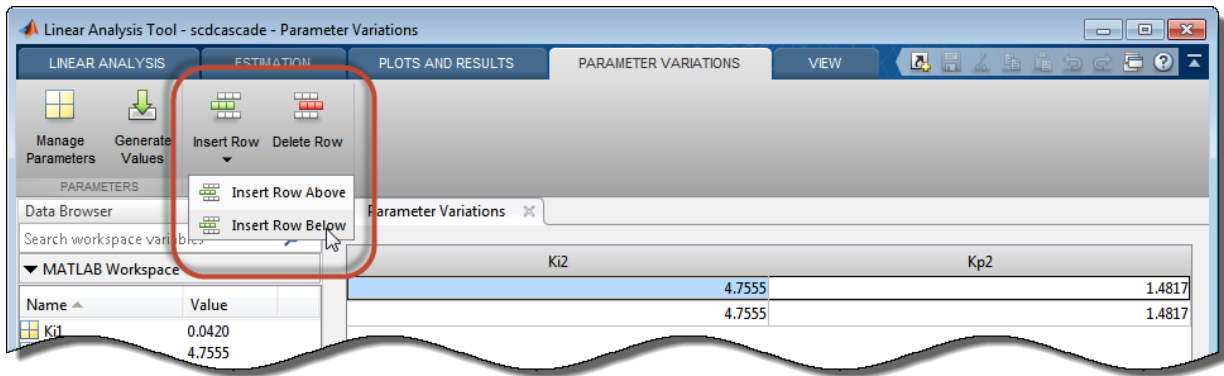 Linear Analysis Tool - scdcascade - Parameter Variations
LINEAR ANALYSIS ESTIMATION PLOTS AND RESULTS PARAMETER VARIATIONS VIEW
Manage Parameters Generate Values Insert Row Delete Row
PARAMETERS
Insert Row Above
Insert Row Below
Data Browser
Search workspace variables
MATLAB Workspace
Name Value
Ki1 0.0420
4.7555
Parameter Variations
Ki2 Kp2
4.7555 1.4817
4.7555 1.4817